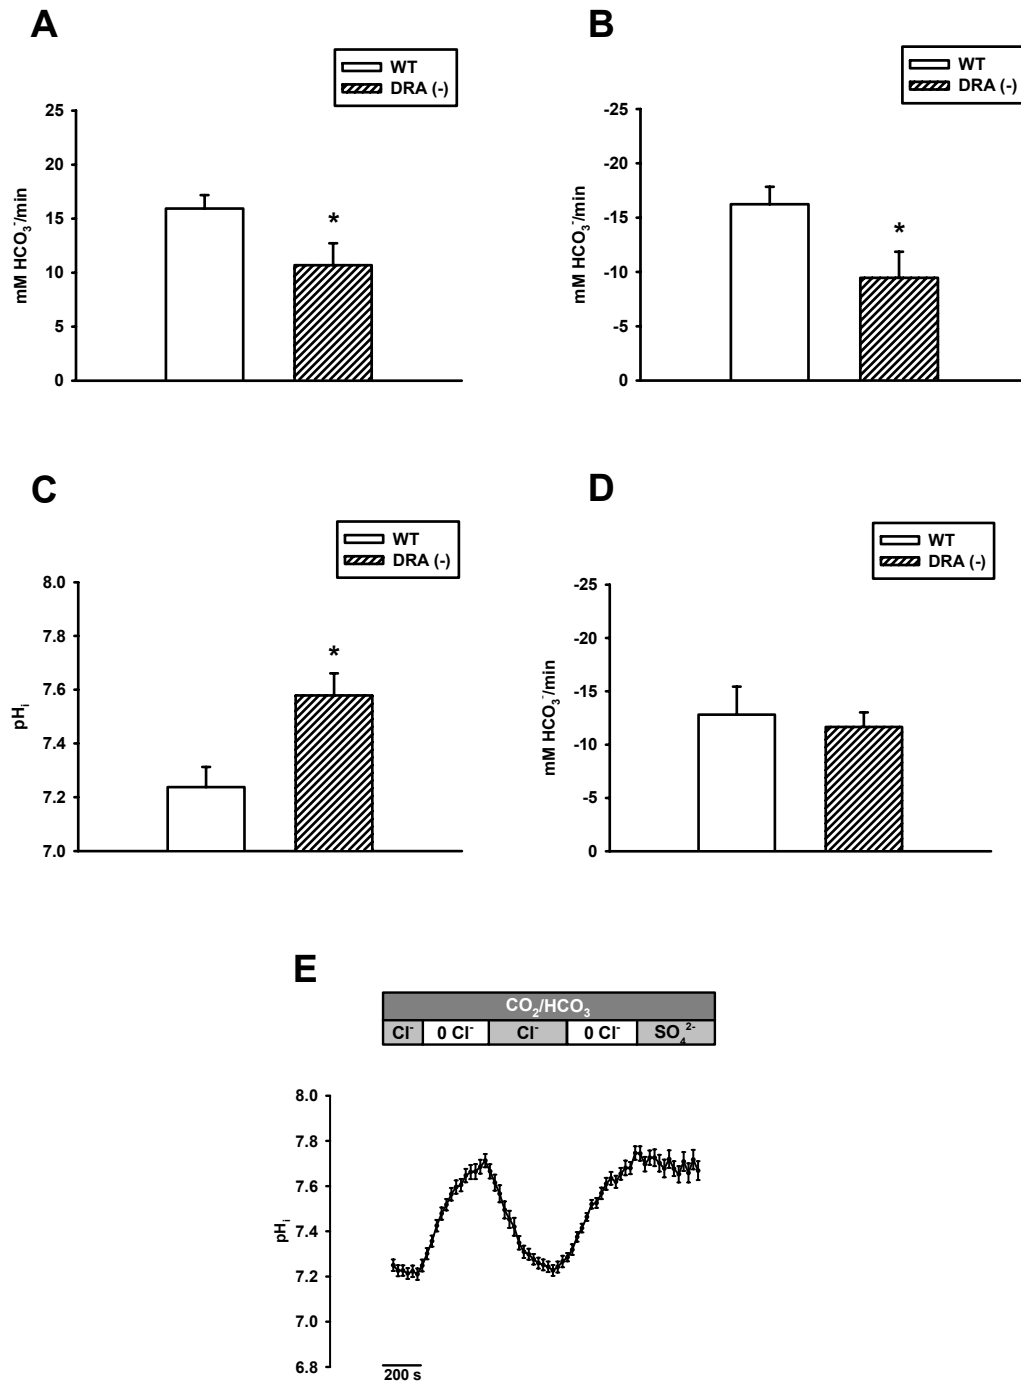 A
WT
DRA (-)
25
20
15
10
5
0
mM HCO₃⁻/min
*
B
WT
DRA (-)
-25
-20
-15
-10
-5
0
mM HCO₃⁻/min
*
C
WT
DRA (-)
8.0
7.8
7.6
7.4
7.2
7.0
pHᵢ
*
D
WT
DRA (-)
-25
-20
-15
-10
-5
0
mM HCO₃⁻/min
E
CO₂/HCO₃
Cl⁻ 0 Cl⁻ Cl⁻ 0 Cl⁻ SO₄²⁻
8.0
7.8
7.6
7.4
7.2
7.0
6.8
pHᵢ
200 s